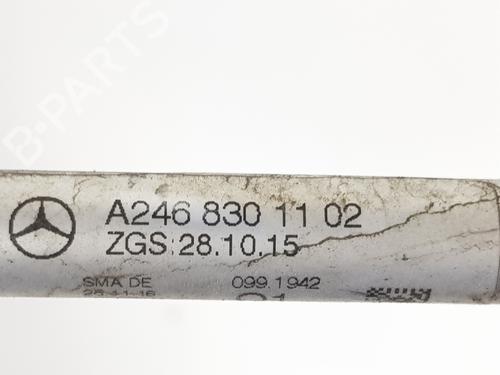 B-PARTS
A246 830 11 02
ZGS:28.10.15
SMA DE 099.1942